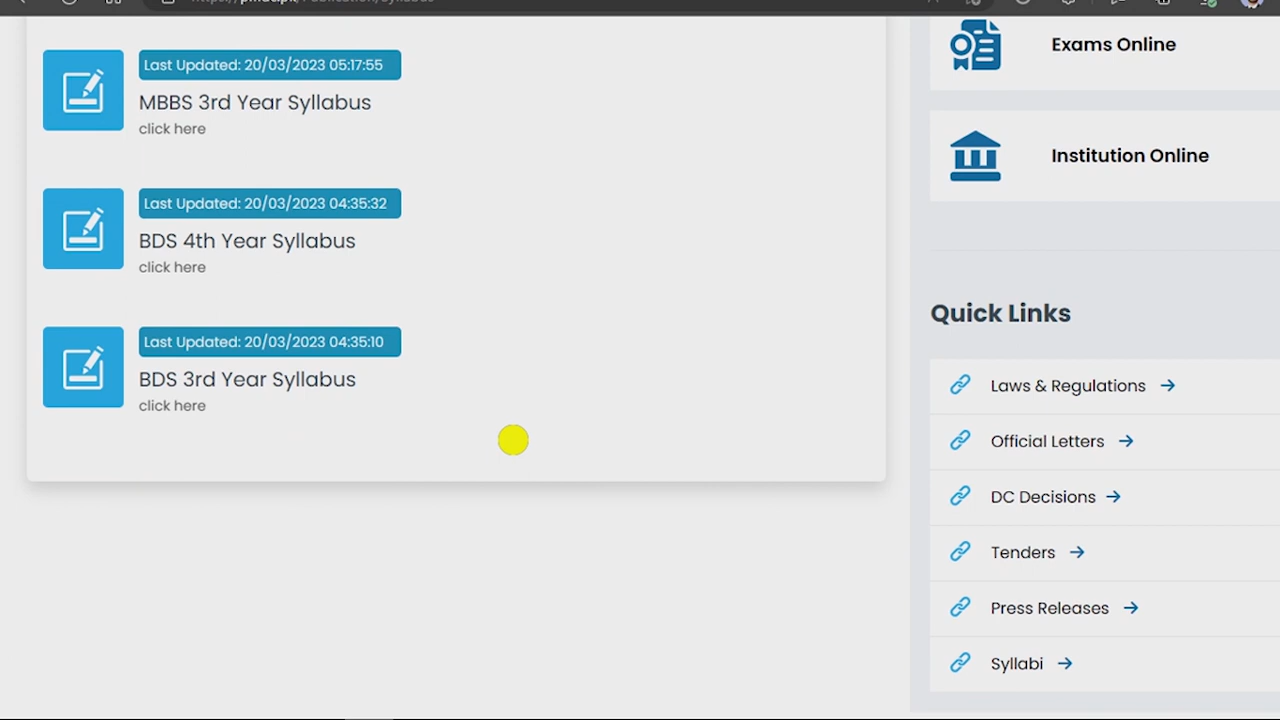 Last Updated: 20/03/2023 05:17:55
MBBS 3rd Year Syllabus
click here
Last Updated: 20/03/2023 04:35:32
BDS 4th Year Syllabus
click here
Last Updated: 20/03/2023 04:35:10
BDS 3rd Year Syllabus
click here
Exams Online
Institution Online
Quick Links
Laws & Regulations
Official Letters
DC Decisions
Tenders
Press Releases
Syllabi